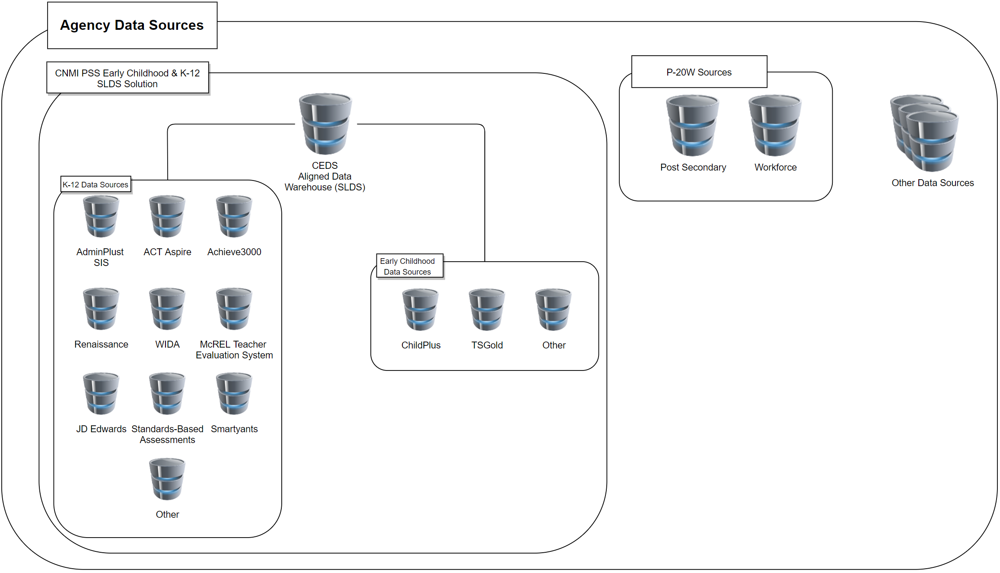 Agency Data Sources
CNMI PSS Early Childhood & K-12
SLDS Solution
CEDS
Aligned Data
Warehouse (SLDS)
K-12 Data Sources
AdminPlust
SIS
ACT Aspire
Achieve3000
Renaissance
WIDA
McREL Teacher
Evaluation System
JD Edwards
Standards-Based
Assessments
Smartyants
Other
Early Childhood
Data Sources
ChildPlus
TSGold
Other
P-20W Sources
Post Secondary
Workforce
Other Data Sources